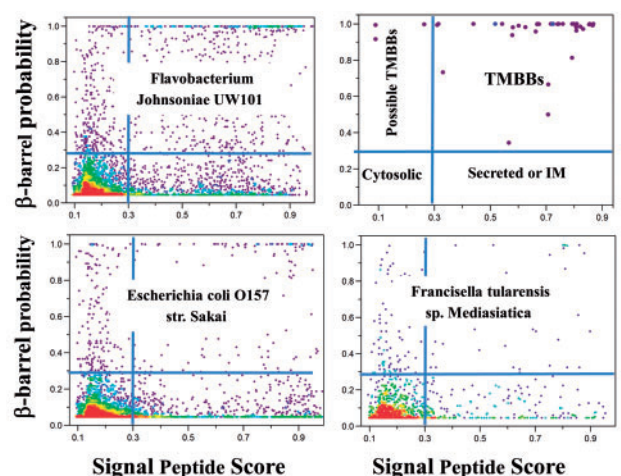 β-barrel probability
1.0
0.8
0.6
0.4
0.2
0.0
Flavobacterium
Johnsoniae UW101
0.1 0.3 0.5 0.7 0.9
1.0
0.8
0.6
0.4
0.2
0.0
Possible TMBBs
TMBBs
Cytosolic
Secreted or IM
0.1 0.3 0.5 0.7 0.9
β-barrel probability
1.0
0.8
0.6
0.4
0.2
0.0
Escherichia coli O157
str. Sakai
0.1 0.3 0.5 0.7 0.9
Signal Peptide Score
1.0
0.8
0.6
0.4
0.2
0.0
Francisella tularensis
sp. Mediasiatica
0.1 0.3 0.5 0.7 0.9
Signal Peptide Score